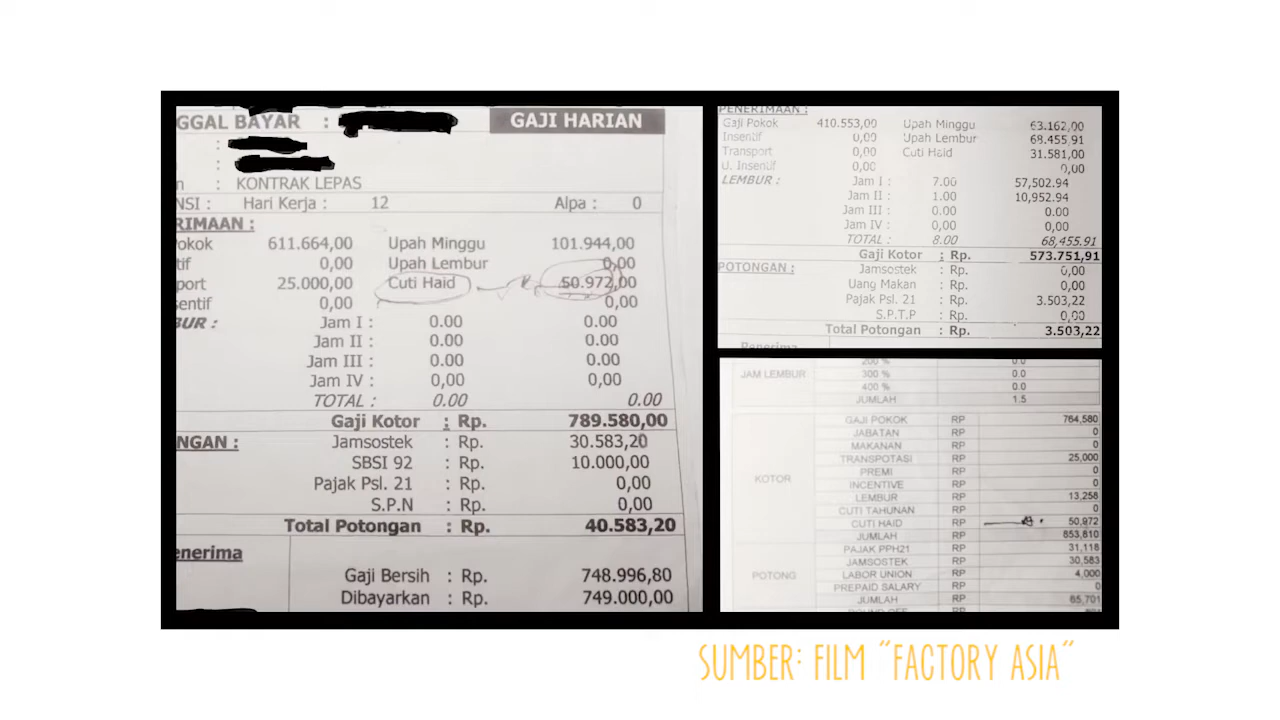 GGAL BAYAR :
GAJI HARIAN
:
:
n : KONTRAK LEPAS
NSI : Hari Kerja : 12 Alpa : 0
ERIMAAN :
okok 611.664,00 Upah Minggu 101.944,00
tif 0,00 Upah Lembur 0,00
port 25.000,00 Cuti Haid 50.972,00
sentif 0,00 0,00
BUR : Jam I : 0.00 0.00
Jam II : 0.00 0.00
Jam III : 0.00 0.00
Jam IV : 0,00 0,00
TOTAL : 0.00 0.00
Gaji Kotor : Rp. 789.580,00
NGAN : Jamsostek : Rp. 30.583,20
SBSI 92 : Rp. 10.000,00
Pajak Psl. 21 : Rp. 0,00
S.P.N : Rp. 0,00
Total Potongan : Rp. 40.583,20
enerima
Gaji Bersih : Rp. 748.996,80
Dibayarkan : Rp. 749.000,00
PENERIMAAN :
Gaji Pokok 410.553,00 Upah Minggu 63.162,00
Insentif 0,00 Upah Lembur 68.455,91
Transport 0,00 Cuti Haid 31.581,00
U. Insentif 0,00 0,00
LEMBUR : Jam I : 7.00 57,502.94
Jam II : 1.00 10,952.94
Jam III : 0.00 0.00
Jam IV : 0,00 0,00
TOTAL : 8.00 68,455.91
Gaji Kotor : Rp. 573.751,91
POTONGAN : Jamsostek : Rp. 0,00
Uang Makan : Rp. 0,00
Pajak Psl. 21 : Rp. 3.503,22
S.P.T.P : Rp. 0,00
Total Potongan : Rp. 3.503,22
Penerima
200 % 0.0
JAM LEMBUR 300 % 0.0
400 % 0.0
JUMLAH 1.5
GAJI POKOK RP 764,580
JABATAN RP 0
MAKANAN RP 0
TRANSPOTASI RP 25,000
PREMI RP 0
KOTOR INCENTIVE RP 0
LEMBUR RP 13,258
CUTI TAHUNAN RP 0
CUTI HAID RP 50,972
JUMLAH RP 853,810
PAJAK PPH21 RP 31,118
JAMSOSTEK RP 30,583
POTONG LABOR UNION RP 4,000
PREPAID SALARY RP 0
JUMLAH RP 65,701
SUMBER: FILM "FACTORY ASIA"